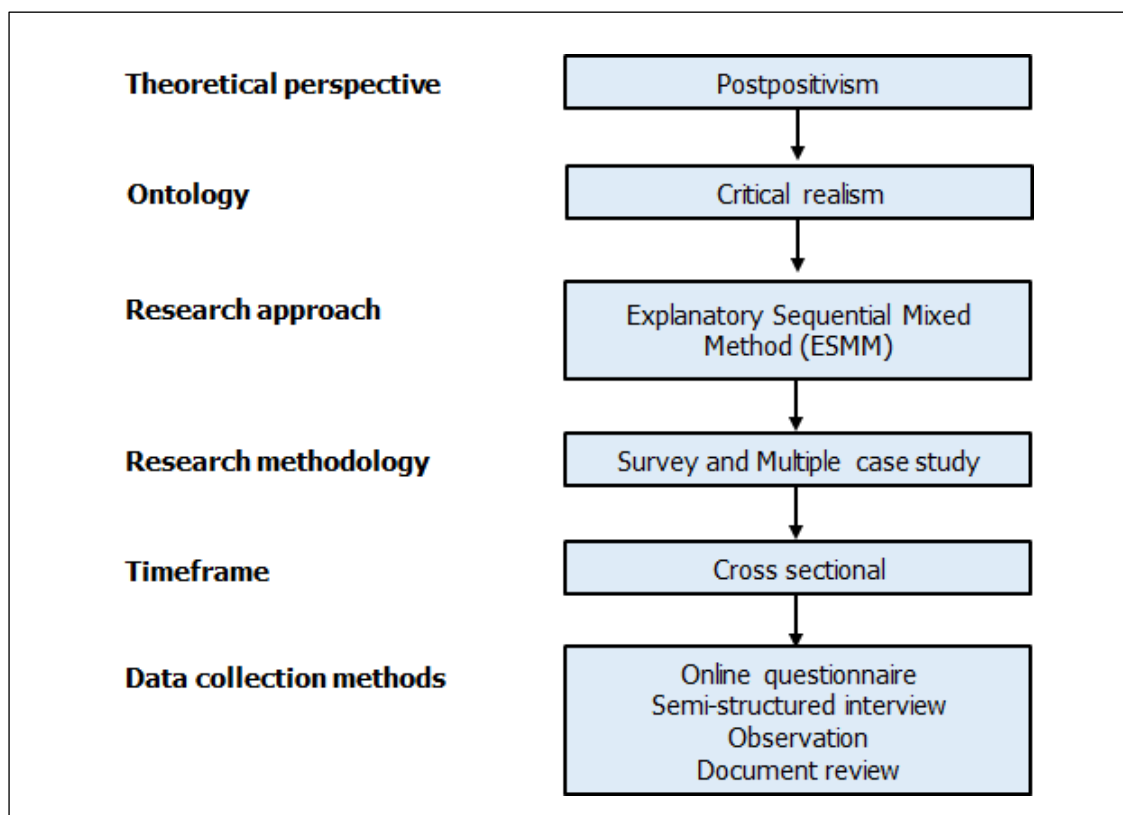 Theoretical perspective
Postpositivism
Ontology
Critical realism
Research approach
Explanatory Sequential Mixed
Method (ESMM)
Research methodology
Survey and Multiple case study
Timeframe
Cross sectional
Data collection methods
Online questionnaire
Semi-structured interview
Observation
Document review